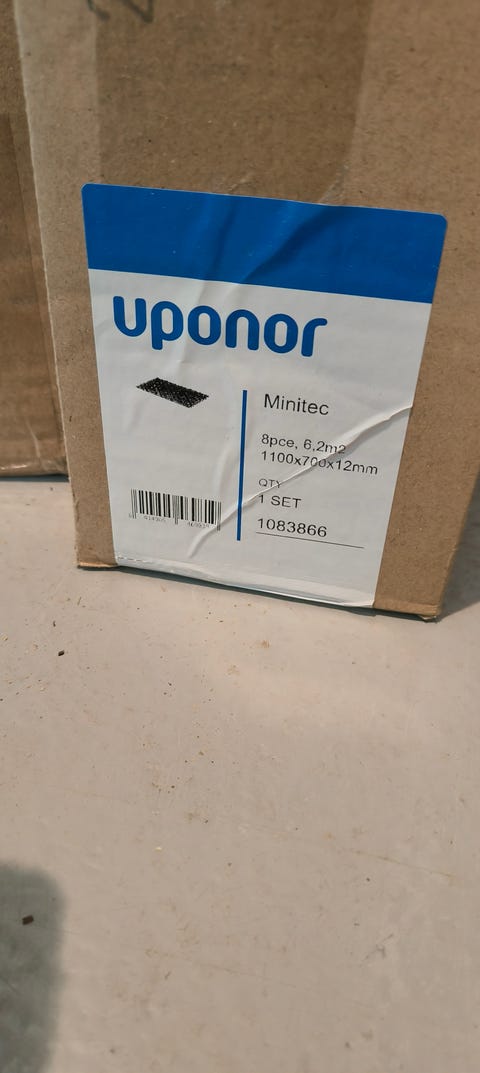 uponor
Minitec
8pce, 6,2m2
1100x700x12mm
QTY
1 SET
1083866